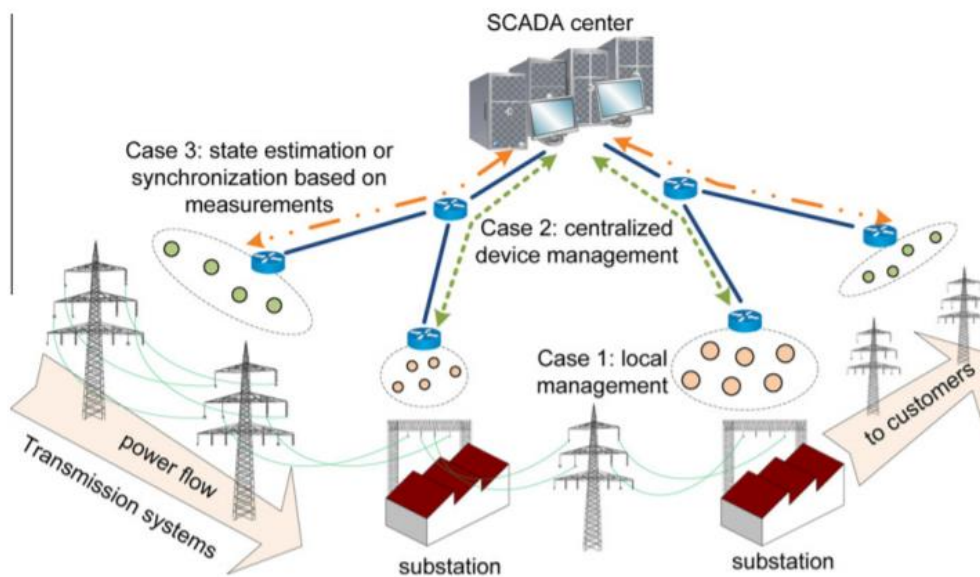 SCADA center
Case 3: state estimation or
synchronization based on
measurements
Case 2: centralized
device management
Case 1: local
management
power flow
Transmission systems
to customers
substation
substation